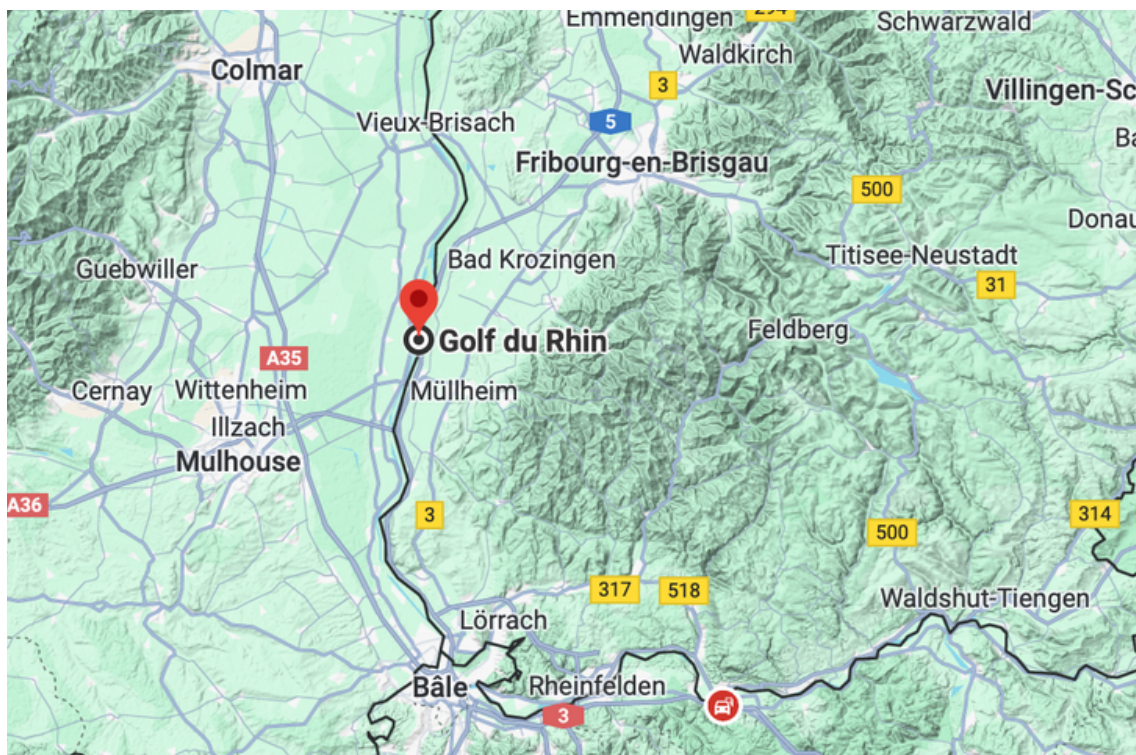 Emmendingen
294
Schwarzwald
Waldkirch
Colmar
3
Villingen-Sc
Vieux-Brisach
5
Ba
Fribourg-en-Brisgau
500
Donau
Guebwiller
Bad Krozingen
Titisee-Neustadt
31
Golf du Rhin
Feldberg
A35
Cernay
Wittenheim
Müllheim
Illzach
Mulhouse
A36
3
314
500
317
518
Waldshut-Tiengen
Lörrach
Bâle
Rheinfelden
3